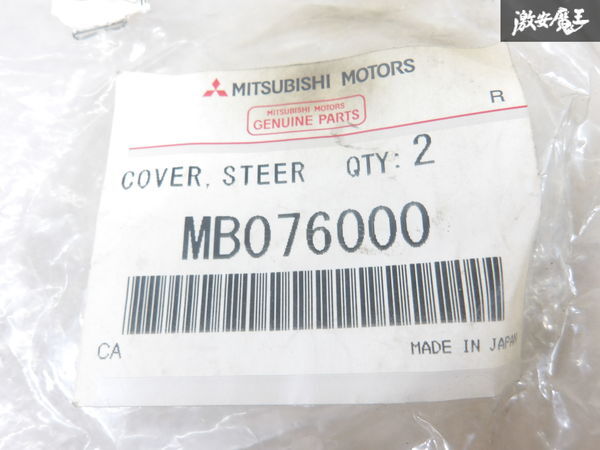 激安魔王
MITSUBISHI MOTORS
MITSUBISHI MOTORS
GENUINE PARTS
R
COVER, STEER QTY: 2
MB076000
CA
MADE IN JAPAN